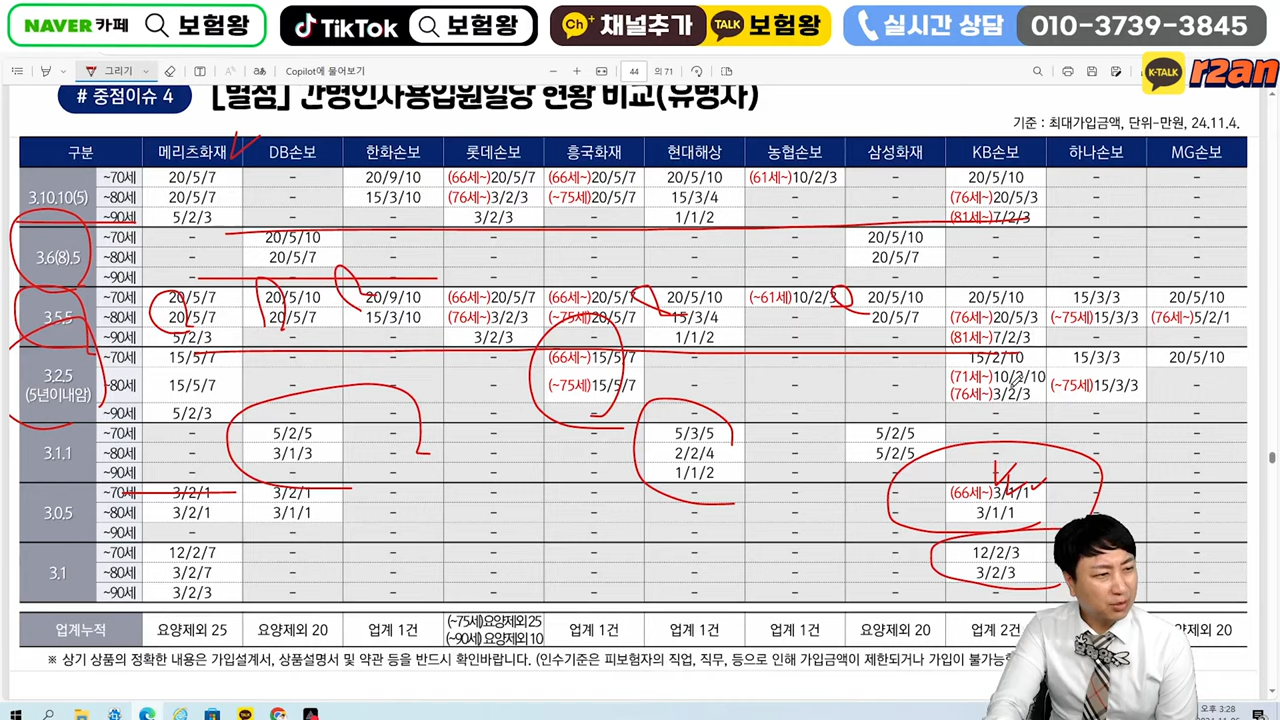 NAVER 카페 보험왕 TikTok 보험왕 Ch+ 채널추가 TALK 보험왕 실시간 상담 010-3739-3845
그리기 Copilot에 물어보기 44 의 71 K-TALK r2an
# 중점이슈 4 [별첨] 간병인사용입원일당 현황 비교(유병자)
기준 : 최대가입금액, 단위-만원, 24.11.4.
구분 메리츠화재 DB손보 한화손보 롯데손보 흥국화재 현대해상 농협손보 삼성화재 KB손보 하나손보 MG손보
3.10.10(5)
~70세 20/5/7 - 20/9/10 (66세~)20/5/7 (66세~)20/5/7 20/5/10 (61세~)10/2/3 - 20/5/10 - -
~80세 20/5/7 - 15/3/10 (76세~)3/2/3 (~75세)20/5/7 15/3/4 - - (76세~)20/5/3 - -
~90세 5/2/3 - - 3/2/3 - 1/1/2 - - (81세~)7/2/3 - -
3.6(8).5
~70세 - 20/5/10 - - - - - 20/5/10 - - -
~80세 - 20/5/7 - - - - - 20/5/7 - - -
~90세 - - - - - - - - - - -
3.5.5
~70세 20/5/7 20/5/10 20/9/10 (66세~)20/5/7 (66세~)20/5/7 20/5/10 (~61세)10/2/3 20/5/10 20/5/10 15/3/3 20/5/10
~80세 20/5/7 20/5/7 15/3/10 (76세~)3/2/3 (~75세)20/5/7 15/3/4 - 20/5/7 (76세~)20/5/3 (~75세)15/3/3 (76세~)5/2/1
~90세 5/2/3 - - 3/2/3 - 1/1/2 - - (81세~)7/2/3 - -
3.2.5
(5년이내암)
~70세 15/5/7 - - - (66세~)15/5/7 - - - 15/2/10 15/3/3 20/5/10
~80세 15/5/7 - - - (~75세)15/5/7 - - - (71세~)10/2/10 (76세~)3/2/3 (~75세)15/3/3 -
~90세 5/2/3 - - - - - - - - - -
3.1.1
~70세 - 5/2/5 - - - 5/3/5 - 5/2/5 - - -
~80세 - 3/1/3 - - - 2/2/4 - 5/2/5 - - -
~90세 - - - - - 1/1/2 - - - - -
3.0.5
~70세 3/2/1 3/2/1 - - - - - - (66세~)3/1/1 - -
~80세 3/2/1 3/1/1 - - - - - - 3/1/1 -
~90세 - - - - - - - - - -
3.1
~70세 12/2/7 - - - - - - - 12/2/3 -
~80세 3/2/7 - - - - - - - 3/2/3 -
~90세 3/2/3 - - - - - - - - -
업계누적 요양제외 25 요양제외 20 업계 1건 (~75세)요양제외 25 (~90세)요양제외 10 업계 1건 업계 1건 업계 1건 요양제외 20 업계 2건 20
※ 상기 상품의 정확한 내용은 가입설계서, 상품설명서 및 약관 등을 반드시 확인바랍니다. (인수기준은 피보험자의 직업, 직무, 등으로 인해 가입금액이 제한되거나 가입이 불가능
오후 3:28